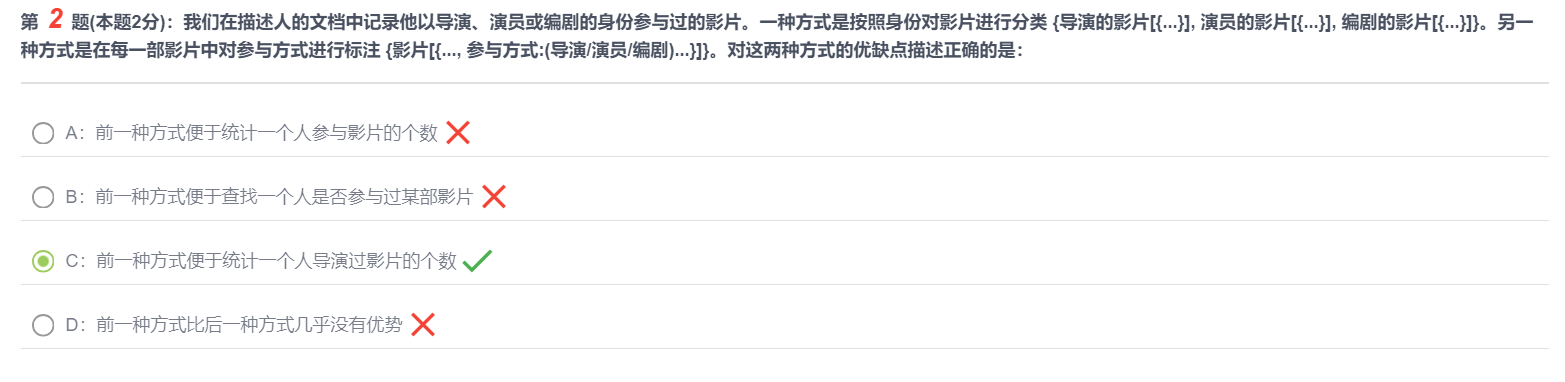 第 2 题(本题2分)：我们在描述人的文档中记录他以导演、演员或编剧的身份参与过的影片。一种方式是按照身份对影片进行分类 {导演的影片[{...}], 演员的影片[{...}], 编剧的影片[{...}]}。另一
种方式是在每一部影片中对参与方式进行标注 {影片[{..., 参与方式:(导演/演员/编剧)...}]}。对这两种方式的优缺点描述正确的是：
A：前一种方式便于统计一个人参与影片的个数
B：前一种方式便于查找一个人是否参与过某部影片
C：前一种方式便于统计一个人导演过影片的个数
D：前一种方式比后一种方式几乎没有优势